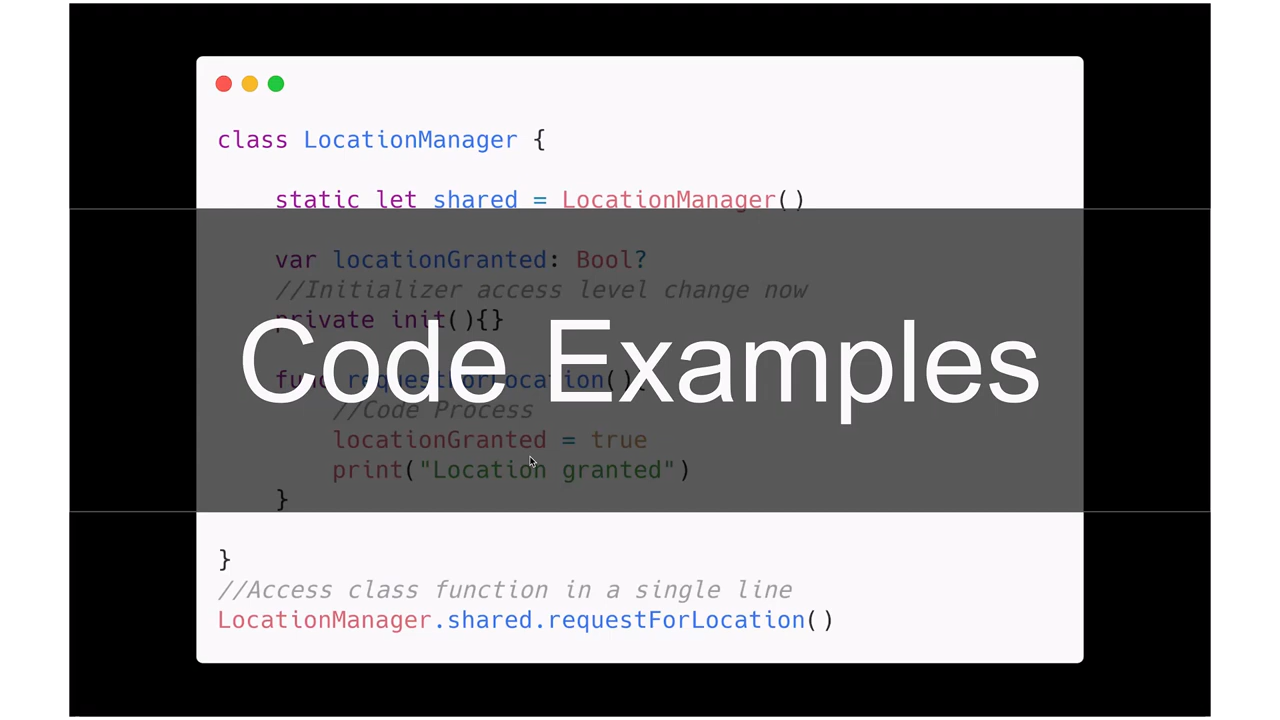 class LocationManager {
static let shared = LocationManager()
var locationGranted: Bool?
//Initializer access level change now
private init(){}
Code Examples
func requestForLocation(){
//Code Process
locationGranted = true
print("Location granted")
}
}
//Access class function in a single line
LocationManager.shared.requestForLocation()